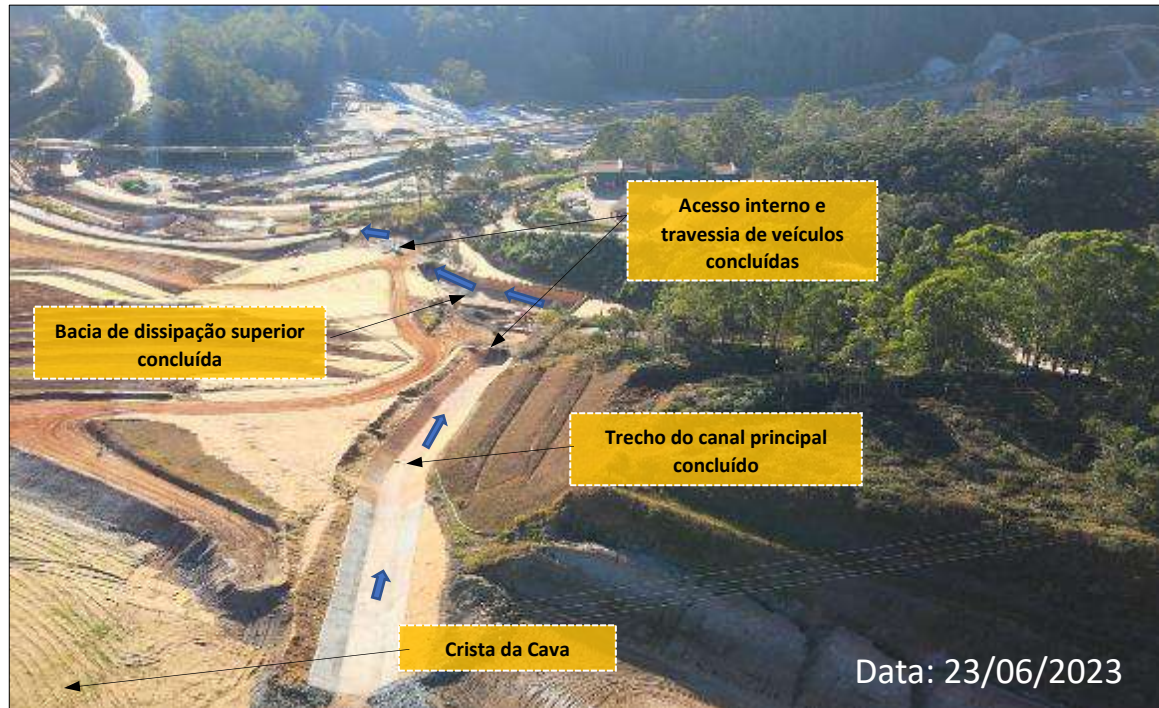 Acesso interno e
travessia de veículos
concluídas
Bacia de dissipação superior
concluída
Trecho do canal principal
concluído
Crista da Cava
Data: 23/06/2023